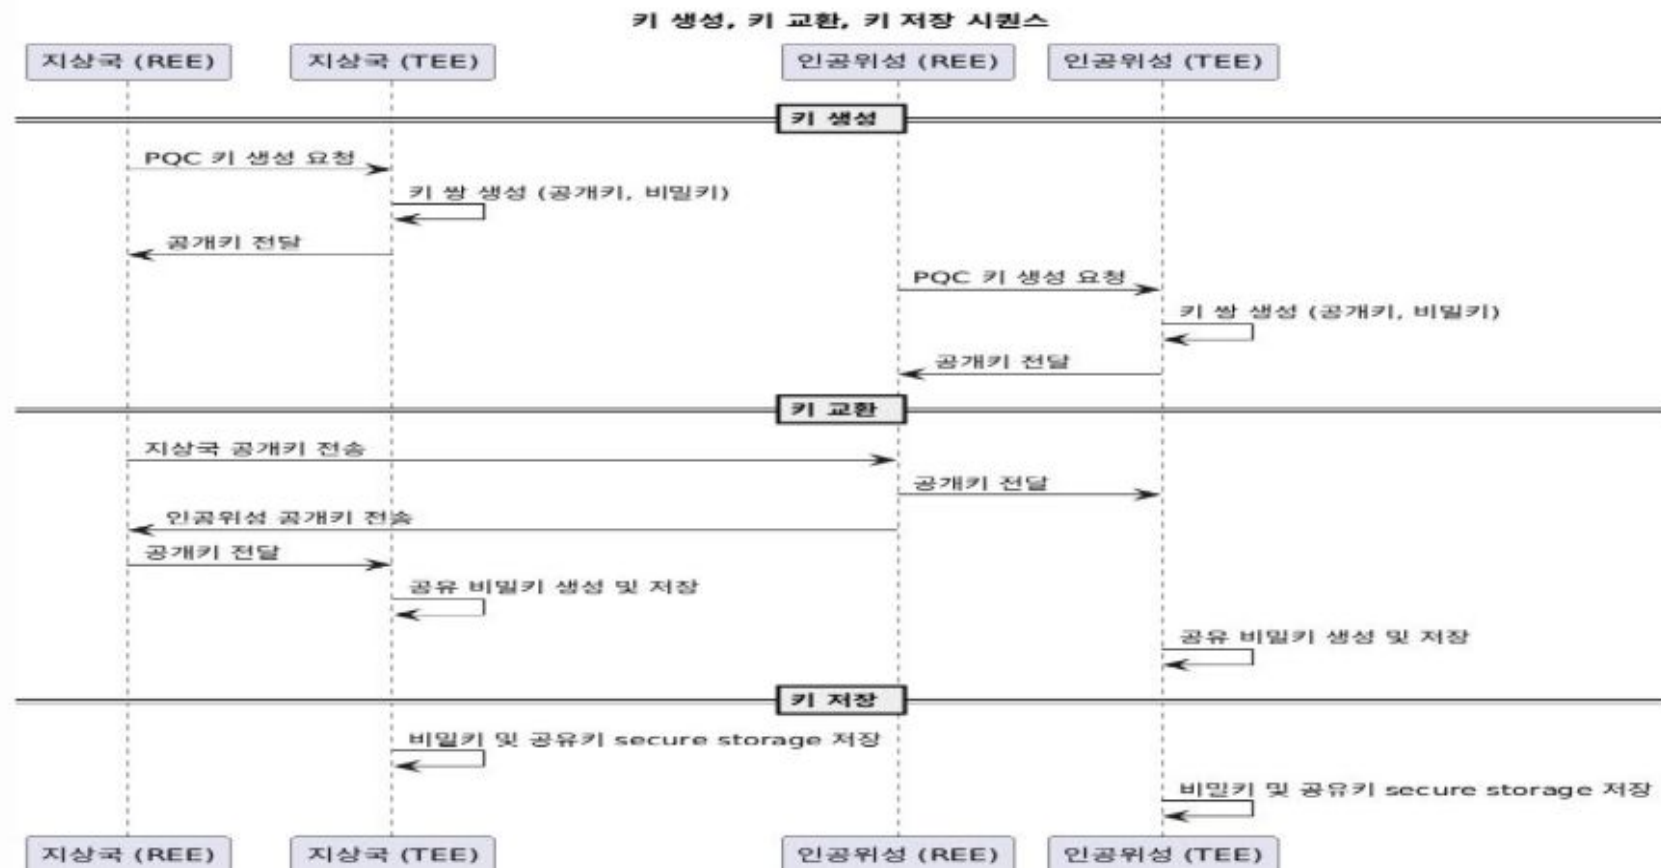 키 생성, 키 교환, 키 저장 시퀀스
지상국 (REE) 지상국 (TEE) 인공위성 (REE) 인공위성 (TEE)
키 생성
PQC 키 생성 요청
키 쌍 생성 (공개키, 비밀키)
공개키 전달
PQC 키 생성 요청
키 쌍 생성 (공개키, 비밀키)
공개키 전달
키 교환
지상국 공개키 전송
공개키 전달
인공위성 공개키 전송
공개키 전달
공유 비밀키 생성 및 저장
공유 비밀키 생성 및 저장
키 저장
비밀키 및 공유키 secure storage 저장
비밀키 및 공유키 secure storage 저장
지상국 (REE) 지상국 (TEE) 인공위성 (REE) 인공위성 (TEE)